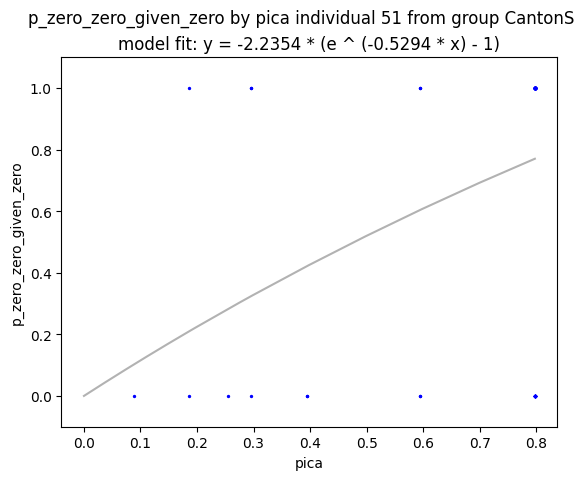 p_zero_zero_given_zero by pica individual 51 from group CantonS
model fit: y = -2.2354 * (e ^ (-0.5294 * x) - 1)
1.0
0.8
0.6
0.4
0.2
0.0
p_zero_zero_given_zero
0.0 0.1 0.2 0.3 0.4 0.5 0.6 0.7 0.8
pica